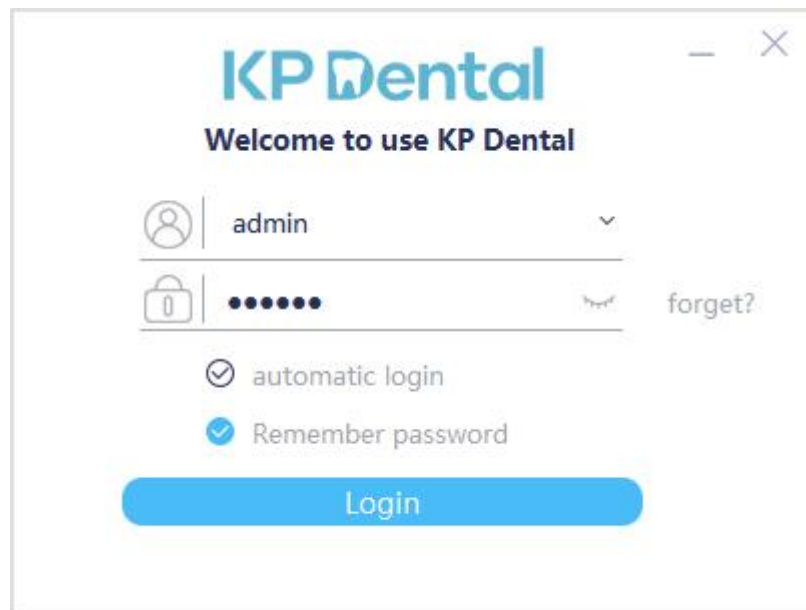 KP Dental
Welcome to use KP Dental
admin
••••••
forget?
automatic login
Remember password
Login